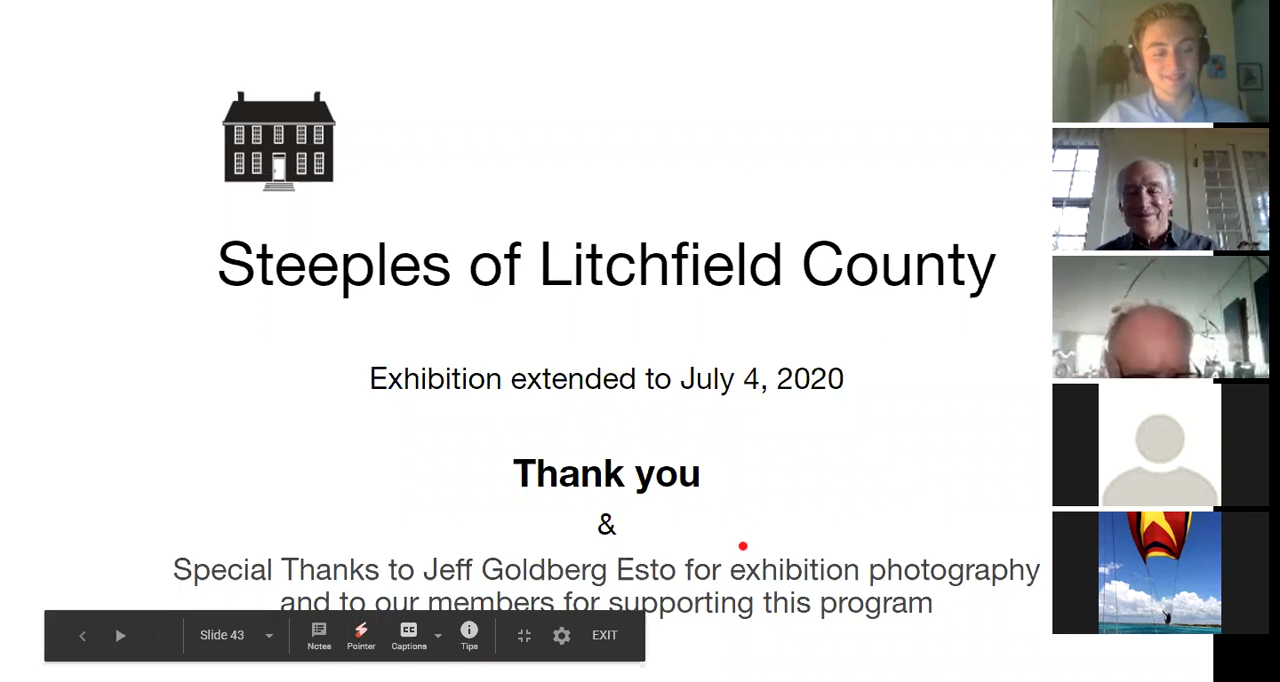 Steeples of Litchfield County
Exhibition extended to July 4, 2020
Thank you
&
Special Thanks to Jeff Goldberg Esto for exhibition photography
and to our members for supporting this program
Slide 43
Notes
Pointer
Captions
Tips
EXIT